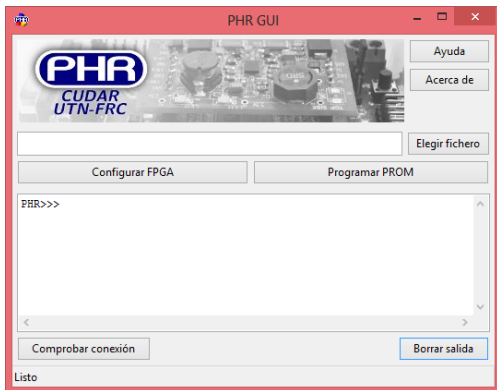 PHR GUI
PHR
CUDAR
UTN-FRC
Ayuda
Acerca de
Elegir fichero
Configurar FPGA
Programar PROM
PHR>>>
Comprobar conexión
Borrar salida
Listo